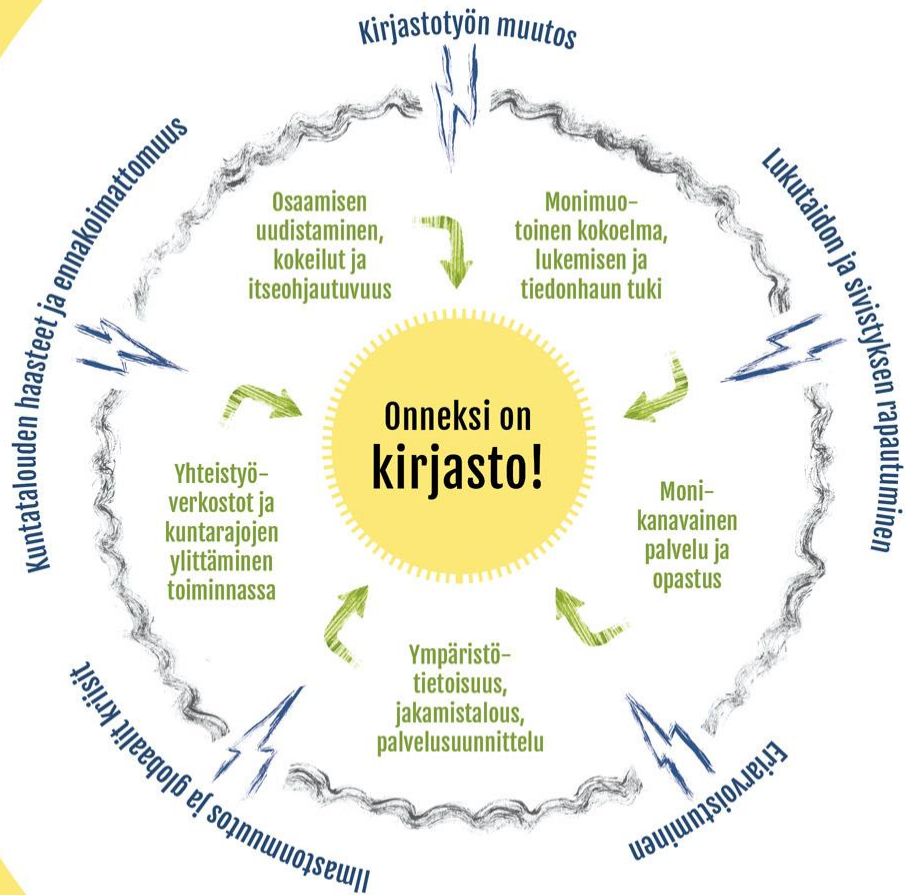 Kirjastotyön muutos
Kuntatalouden haasteet ja ennakoimattomuus
Lukutaidon ja sivistyksen rapautuminen
Osaamisen
uudistaminen,
kokeilut ja
itseohjautuvuus
Monimuo-
toinen kokoelma,
lukemisen ja
tiedonhaun tuki
Onneksi on
kirjasto!
Yhteistyö-
verkostot ja
kuntarajojen
ylittäminen
toiminnassa
Moni-
kanavainen
palvelu ja
opastus
Ympäristö-
tietoisuus,
jakamistalous,
palvelusuunnittelu
Ilmastonmuutos ja globaalit kriisit
Eriarvoistuminen